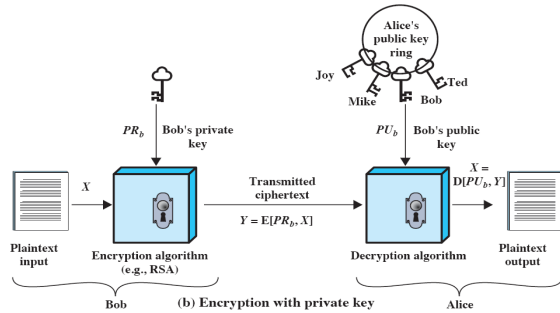 Alice's
public key
ring
Joy
Mike
Bob
Ted
PRb
Bob's private
key
PUb
Bob's public
key
X
Transmitted
ciphertext
Y = E[PRb, X]
X =
D[PUb, Y]
Plaintext
input
Encryption algorithm
(e.g., RSA)
Decryption algorithm
Plaintext
output
Bob
(b) Encryption with private key
Alice